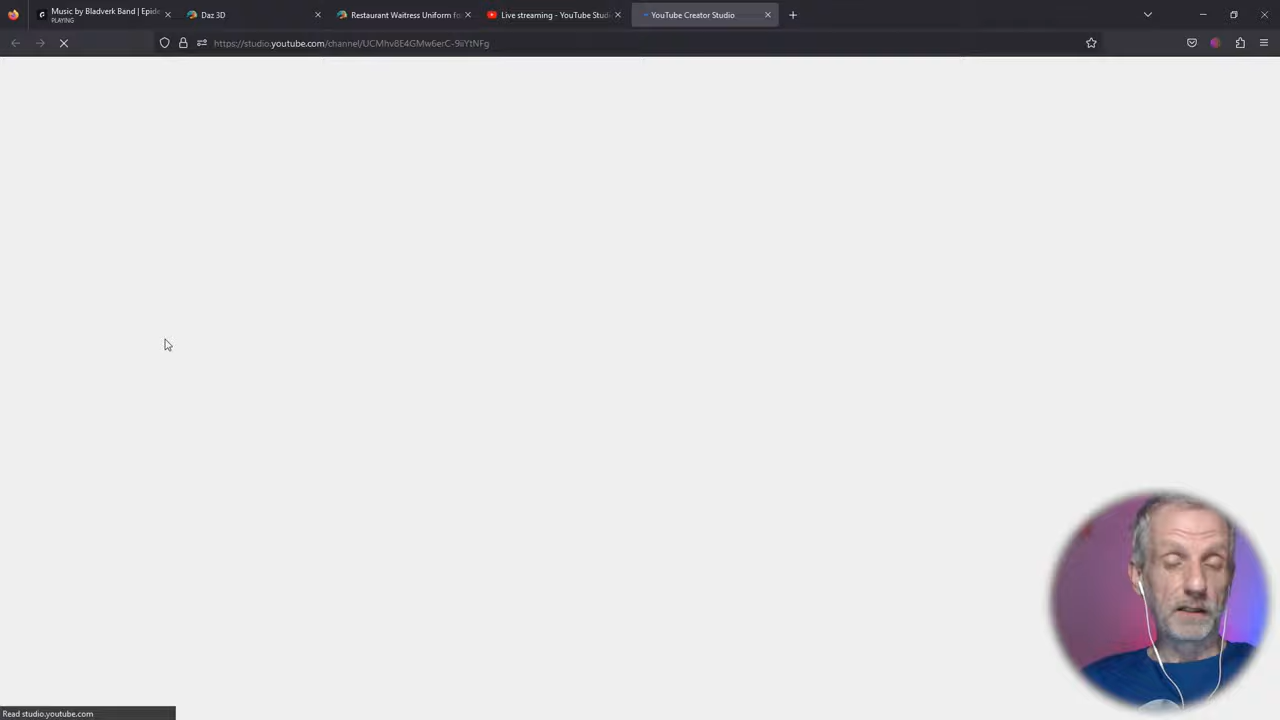 Music by Bladverk Band | Epide
PLAYING
Daz 3D
Restaurant Waitress Uniform fo
Live streaming - YouTube Studi
YouTube Creator Studio
https://studio.youtube.com/channel/UCMhv8E4GMw6erC-9iiYtNFg
Read studio.youtube.com